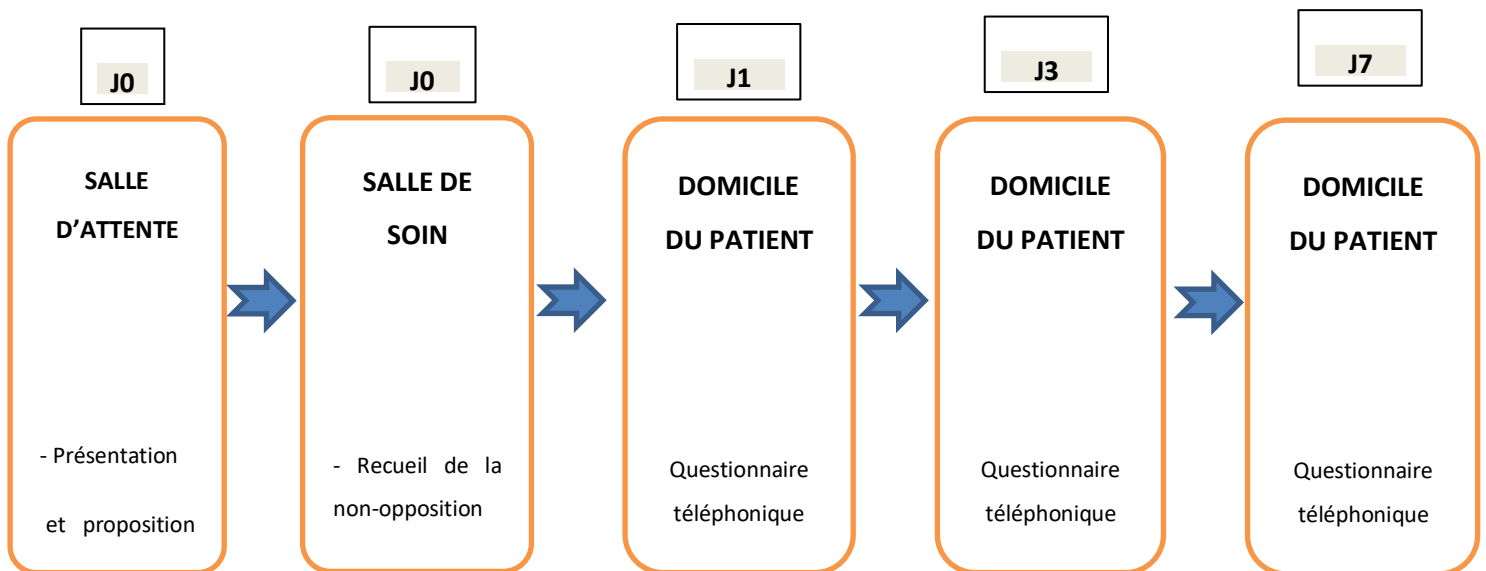 J0
SALLE
D’ATTENTE
- Présentation
et proposition
J0
SALLE DE
SOIN
- Recueil de la
non-opposition
J1
DOMICILE
DU PATIENT
Questionnaire
téléphonique
J3
DOMICILE
DU PATIENT
Questionnaire
téléphonique
J7
DOMICILE
DU PATIENT
Questionnaire
téléphonique